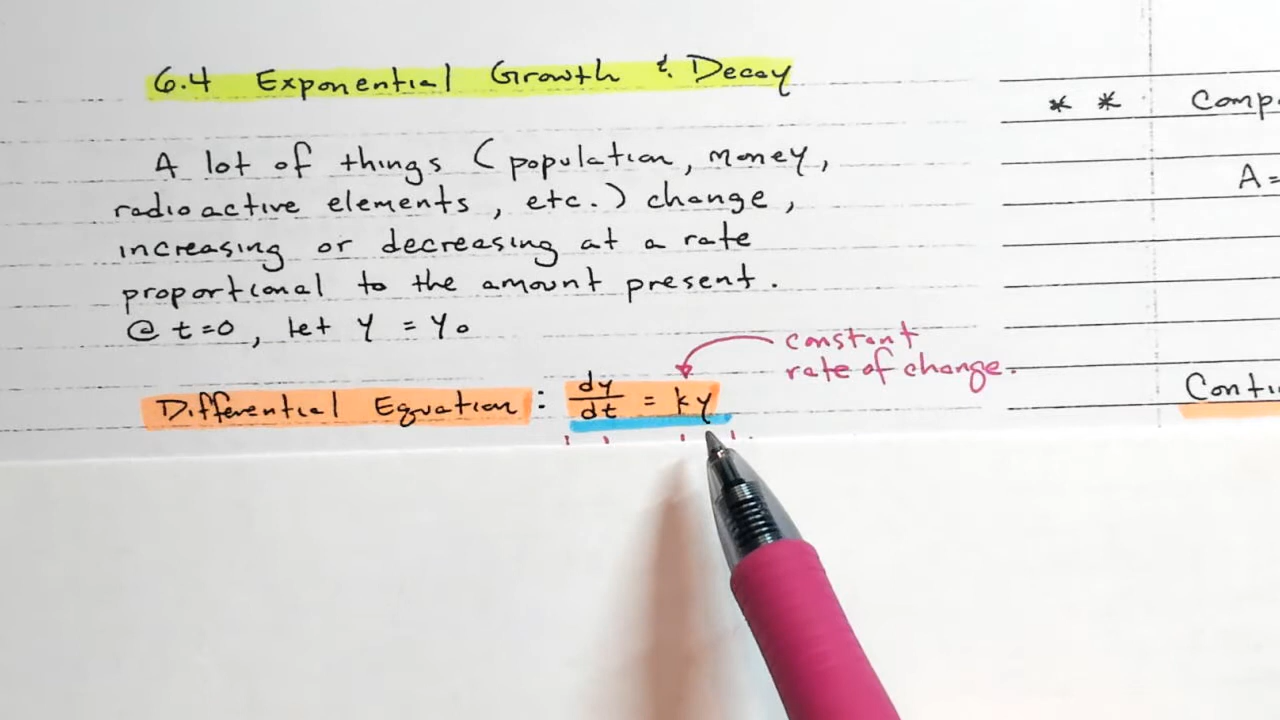 6.4 Exponential Growth & Decay
A lot of things (population, money,
radioactive elements, etc.) change,
increasing or decreasing at a rate
proportional to the amount present.
@ t=0, let Y = Y₀
constant
rate of change.
Differential Equation: dy/dt = ky
* * Comp
A =
Conti